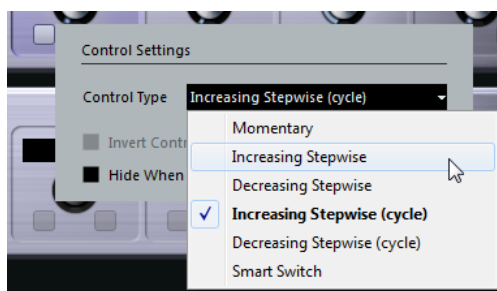 Control Settings
Control Type Increasing Stepwise (cycle)
Momentary
Invert Contr
Increasing Stepwise
Hide When
Decreasing Stepwise
Increasing Stepwise (cycle)
Decreasing Stepwise (cycle)
Smart Switch